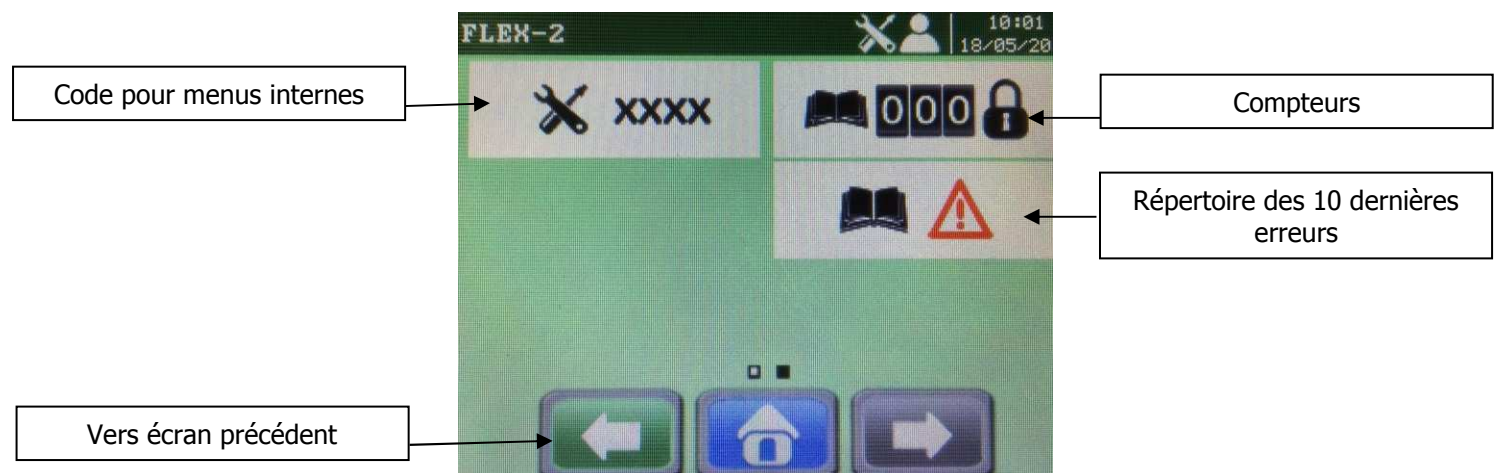 FLEX-2
10:01
18/05/20
Code pour menus internes
xxxx
000
Compteurs
Répertoire des 10 dernières
erreurs
Vers écran précédent